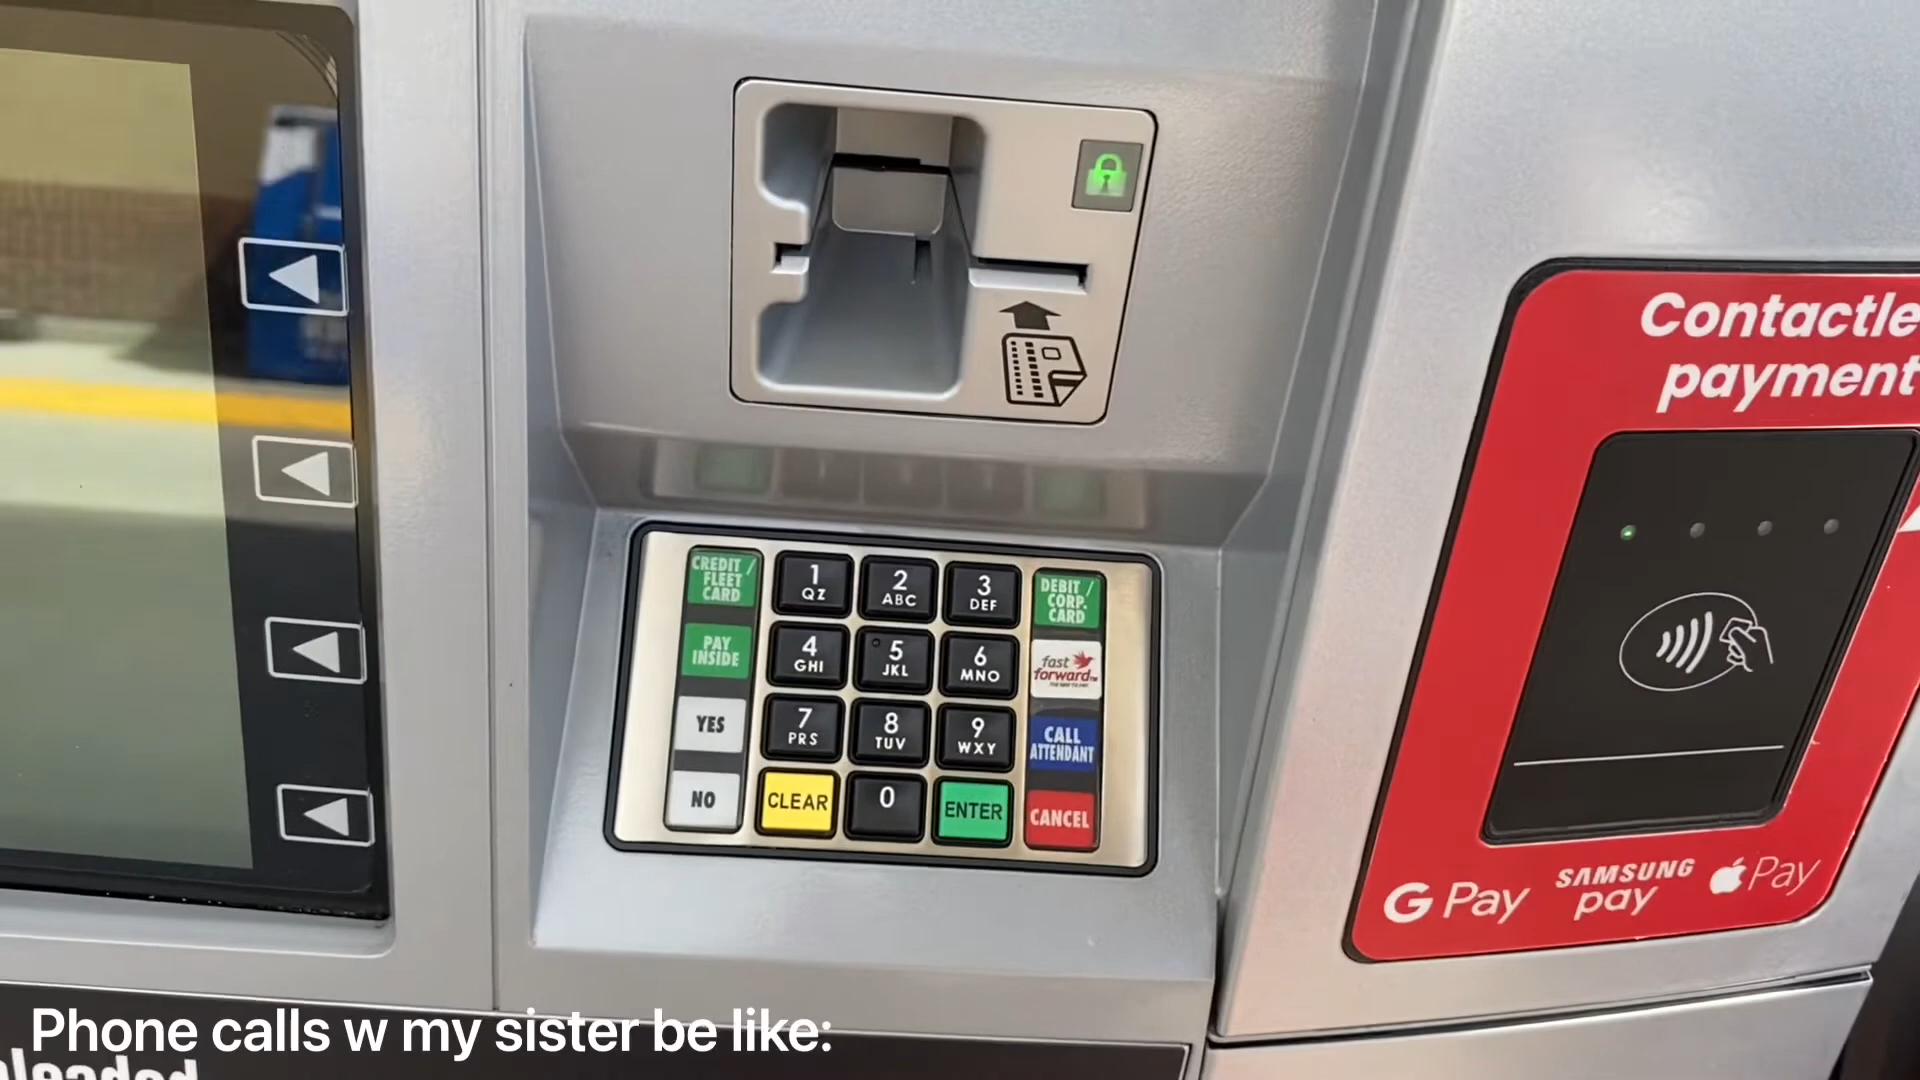 Contactle
payment
CREDIT /
FLEET
CARD
1
QZ
2
ABC
3
DEF
DEBIT /
CORP.
CARD
PAY
INSIDE
4
GHI
5
JKL
6
MNO
fast
forward™
YES
7
PRS
8
TUV
9
WXY
CALL
ATTENDANT
NO
CLEAR
0
ENTER
CANCEL
G Pay
SAMSUNG
pay
Pay
Phone calls w my sister be like: